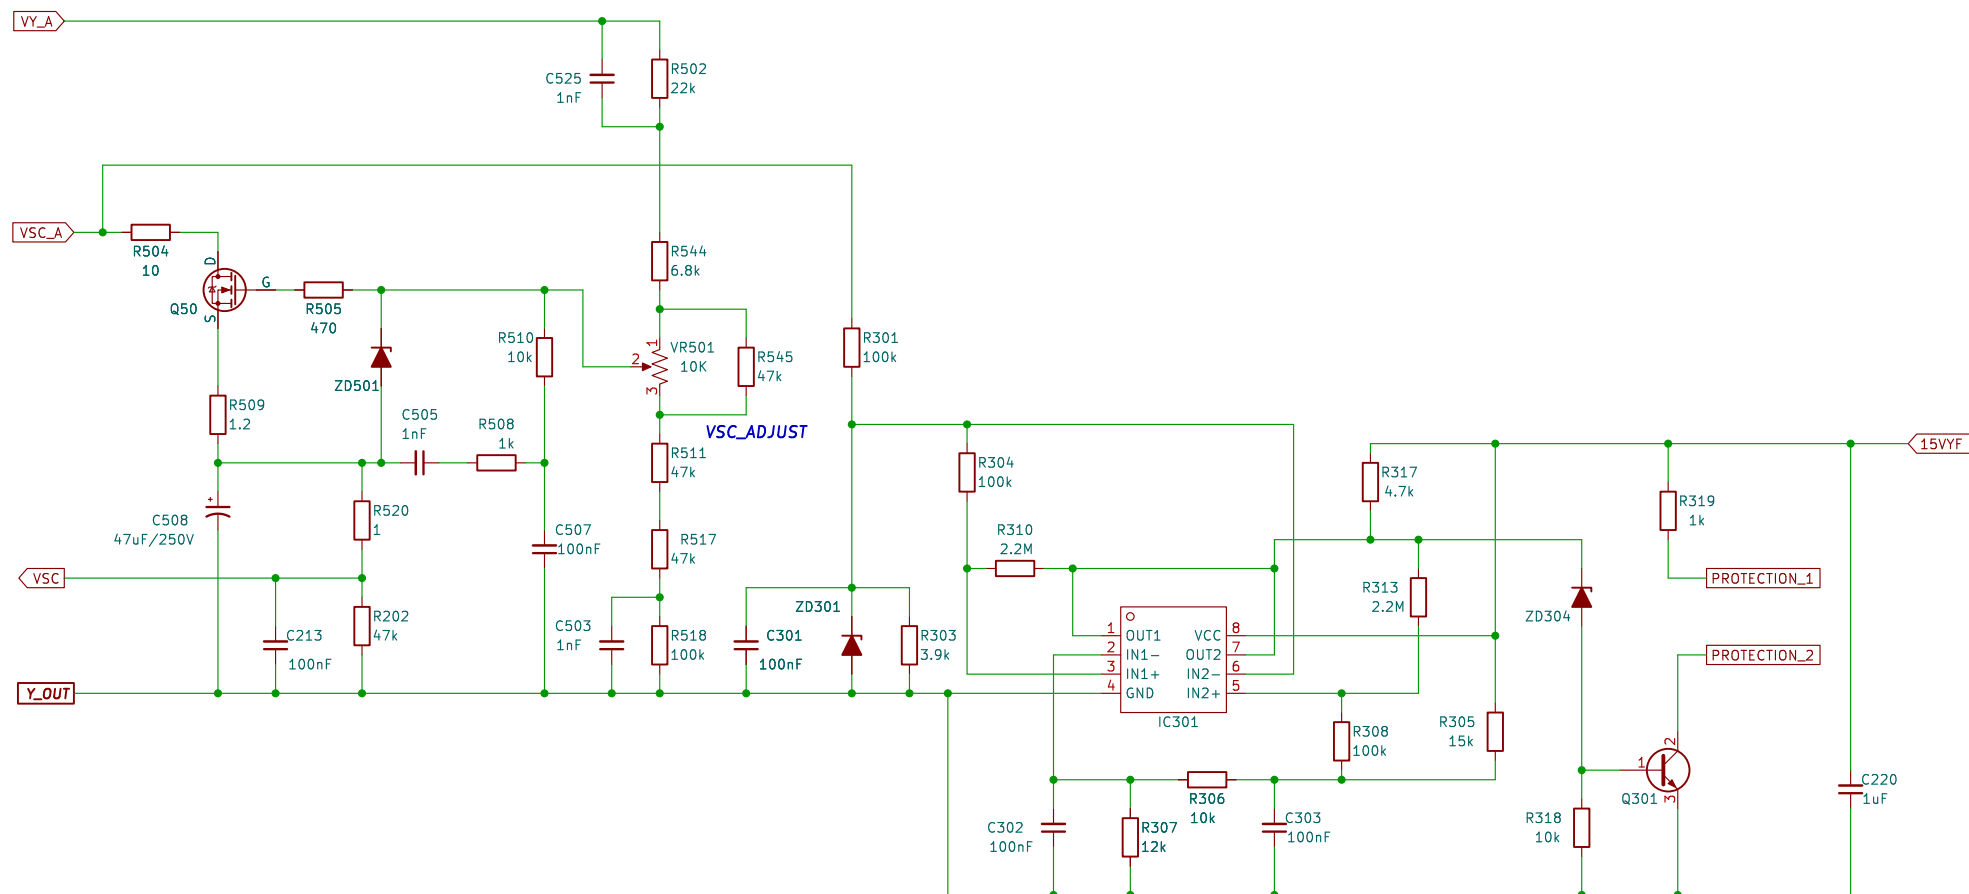 VY_A
C525
1nF
R502
22k
VSC_A
R504
10
D
G
S
Q50
R505
470
R544
6.8k
R510
10k
ZD501
1
2
3
VR501
10K
R545
47k
R301
100k
R509
1.2
C505
1nF
R508
1k
VSC_ADJUST
R511
47k
R304
100k
R317
4.7k
15VYF
R319
1k
C508
+
47uF/250V
R520
1
C507
100nF
R517
47k
R310
2.2M
VSC
R313
2.2M
ZD304
PROTECTION_1
C213
100nF
R202
47k
C503
1nF
R518
100k
ZD301
C301
100nF
R303
3.9k
1 OUT1 VCC 8
2 IN1- OUT2 7
3 IN1+ IN2- 6
4 GND IN2+ 5
IC301
PROTECTION_2
Y_OUT
R308
100k
R305
15k
R306
10k
1
2
3
Q301
C220
1uF
C302
100nF
R307
12k
C303
100nF
R318
10k